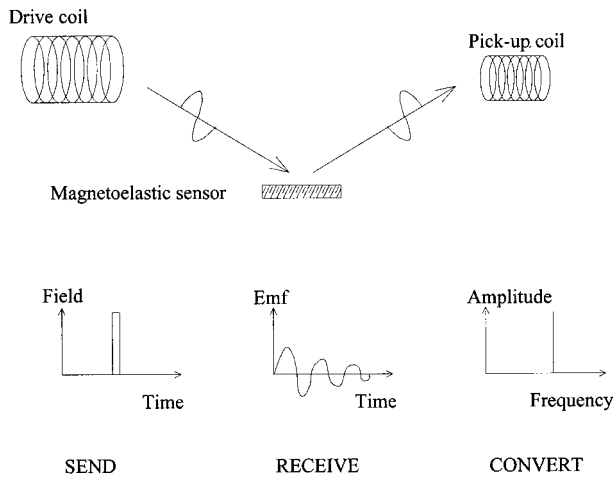 Drive coil
Pick-up coil
Magnetoelastic sensor
Field
Emf
Amplitude
Time
Time
Frequency
SEND
RECEIVE
CONVERT